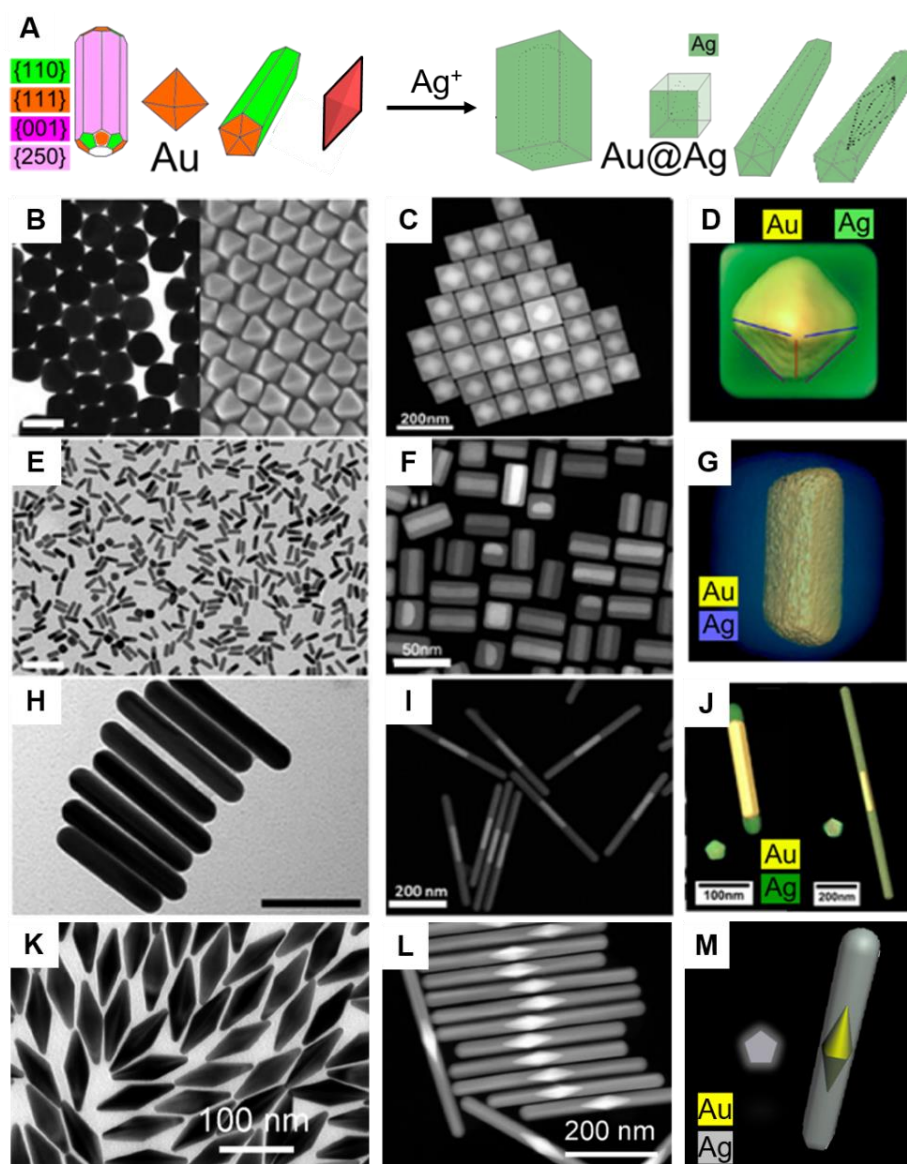 A
{110}
{111}
{001}
{250}
Au
Ag⁺
Ag
Au@Ag
B
C
200nm
D
Au
Ag
E
F
50nm
G
Au
Ag
H
I
200 nm
J
Au
Ag
100nm
200nm
K
100 nm
L
200 nm
M
Au
Ag